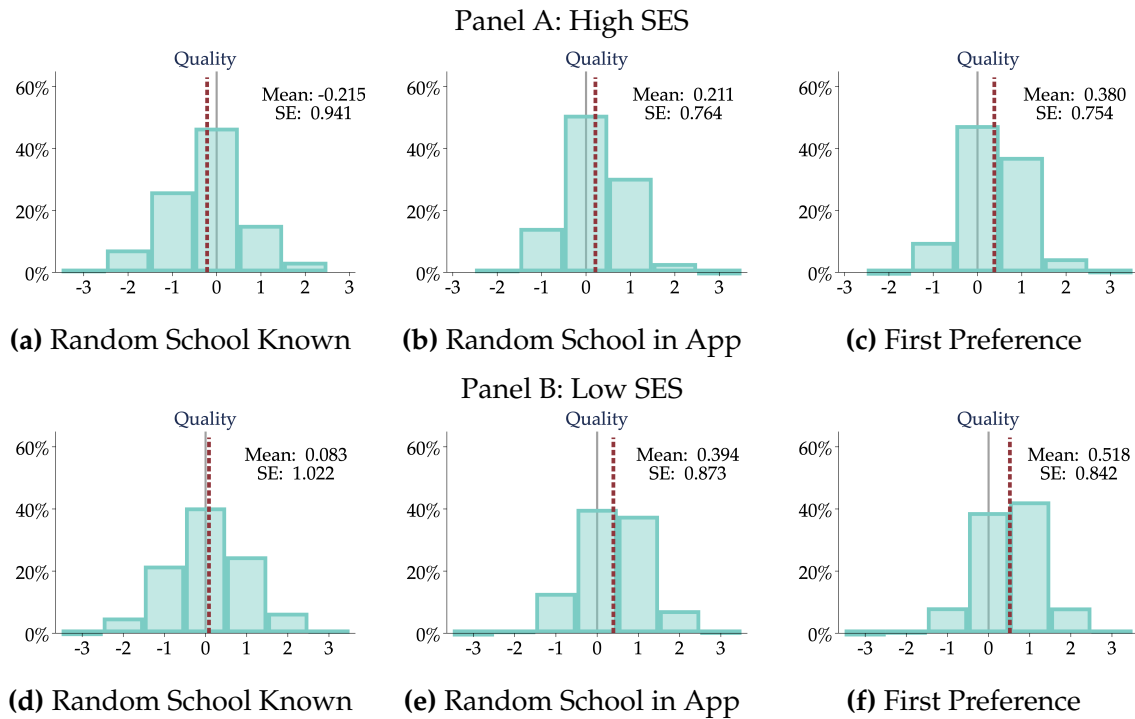 Panel A: High SES
Quality
Mean: -0.215
SE: 0.941
60%
40%
20%
0%
-3 -2 -1 0 1 2 3
(a) Random School Known
Quality
Mean: 0.211
SE: 0.764
60%
40%
20%
0%
-3 -2 -1 0 1 2 3
(b) Random School in App
Quality
Mean: 0.380
SE: 0.754
60%
40%
20%
0%
-3 -2 -1 0 1 2 3
(c) First Preference
Panel B: Low SES
Quality
Mean: 0.083
SE: 1.022
60%
40%
20%
0%
-3 -2 -1 0 1 2 3
(d) Random School Known
Quality
Mean: 0.394
SE: 0.873
60%
40%
20%
0%
-3 -2 -1 0 1 2 3
(e) Random School in App
Quality
Mean: 0.518
SE: 0.842
60%
40%
20%
0%
-3 -2 -1 0 1 2 3
(f) First Preference